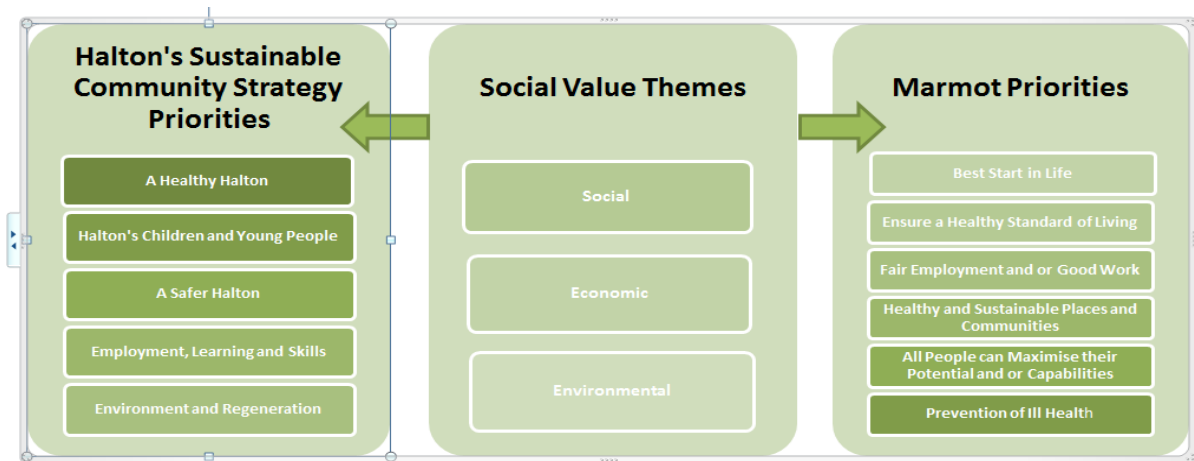 Halton's Sustainable
Community Strategy
Priorities
A Healthy Halton
Halton's Children and Young People
A Safer Halton
Employment, Learning and Skills
Environment and Regeneration
Social Value Themes
Social
Economic
Environmental
Marmot Priorities
Best Start in Life
Ensure a Healthy Standard of Living
Fair Employment and or Good Work
Healthy and Sustainable Places and
Communities
All People can Maximise their
Potential and or Capabilities
Prevention of Ill Health